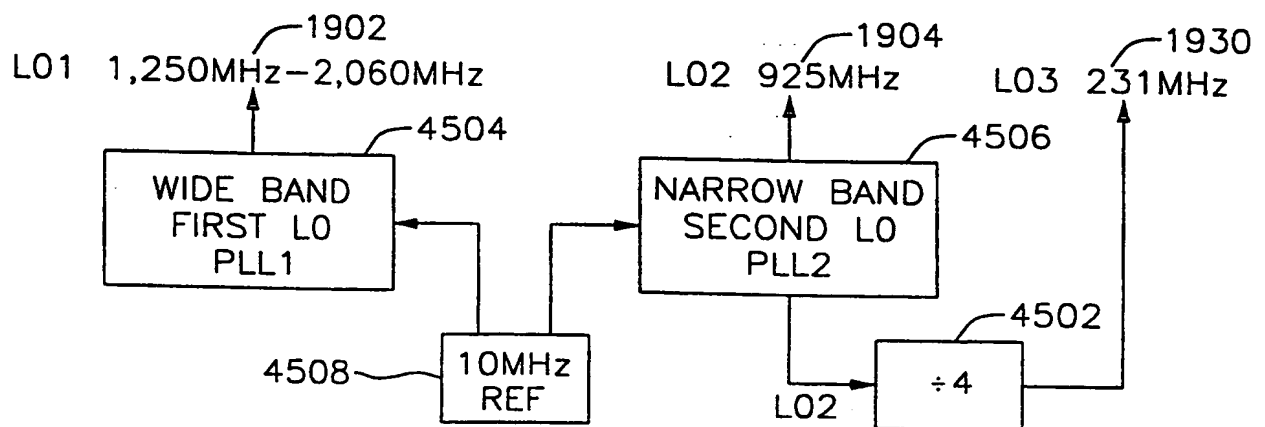 1902
1904
1930
LO1 1,250MHz-2,060MHz
LO2 925MHz
LO3 231MHz
4504
4506
WIDE BAND
FIRST LO
PLL1
NARROW BAND
SECOND LO
PLL2
4502
4508
10MHz
REF
LO2
÷4